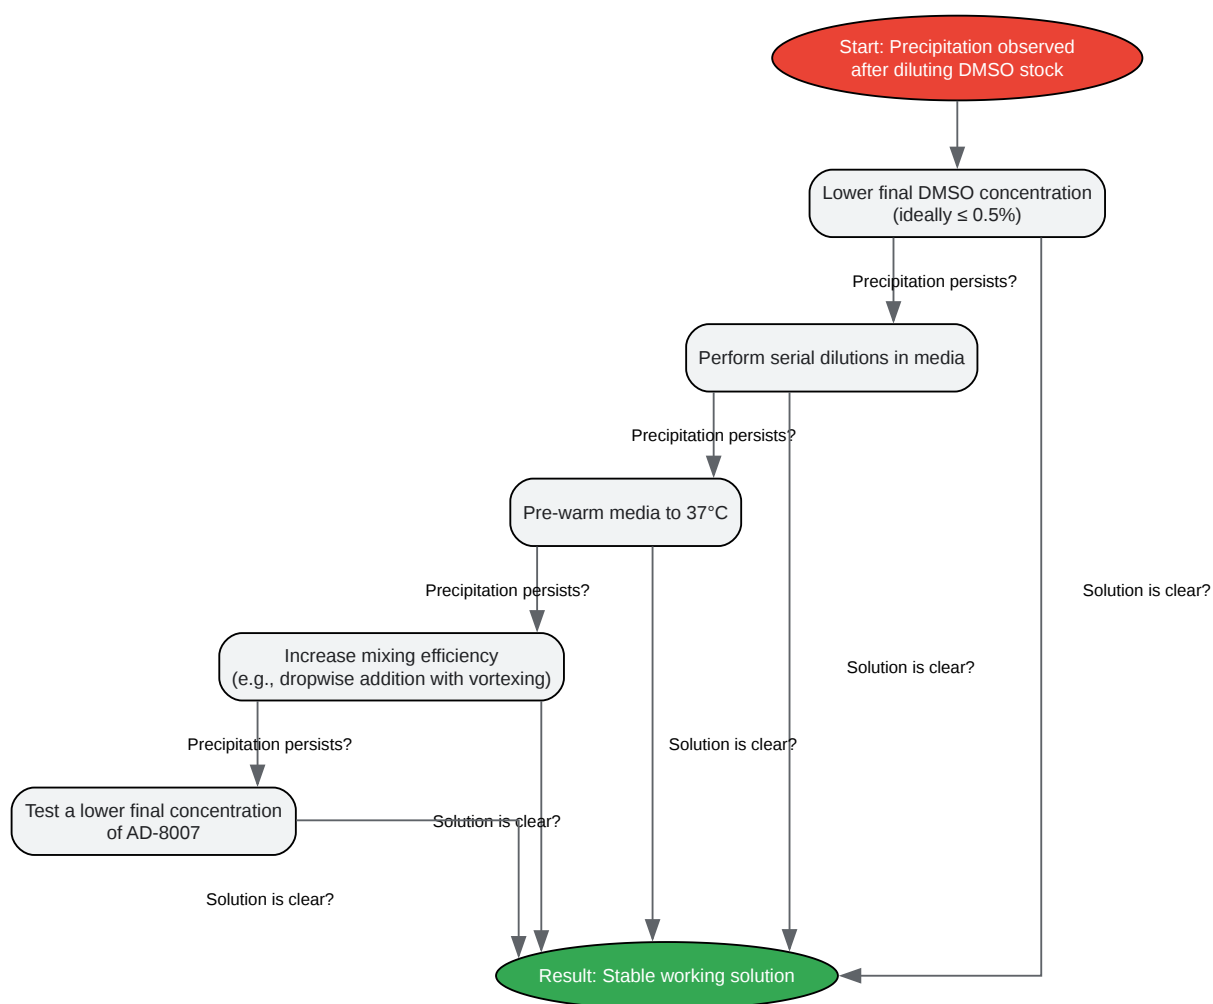 Start: Precipitation observed
after diluting DMSO stock
Lower final DMSO concentration
(ideally ≤ 0.5%)
Precipitation persists?
Perform serial dilutions in media
Precipitation persists?
Pre-warm media to 37°C
Precipitation persists?
Solution is clear?
Increase mixing efficiency
(e.g., dropwise addition with vortexing)
Solution is clear?
Precipitation persists?
Solution is clear?
Test a lower final concentration
of AD-8007
Solution is clear?
Solution is clear?
Result: Stable working solution